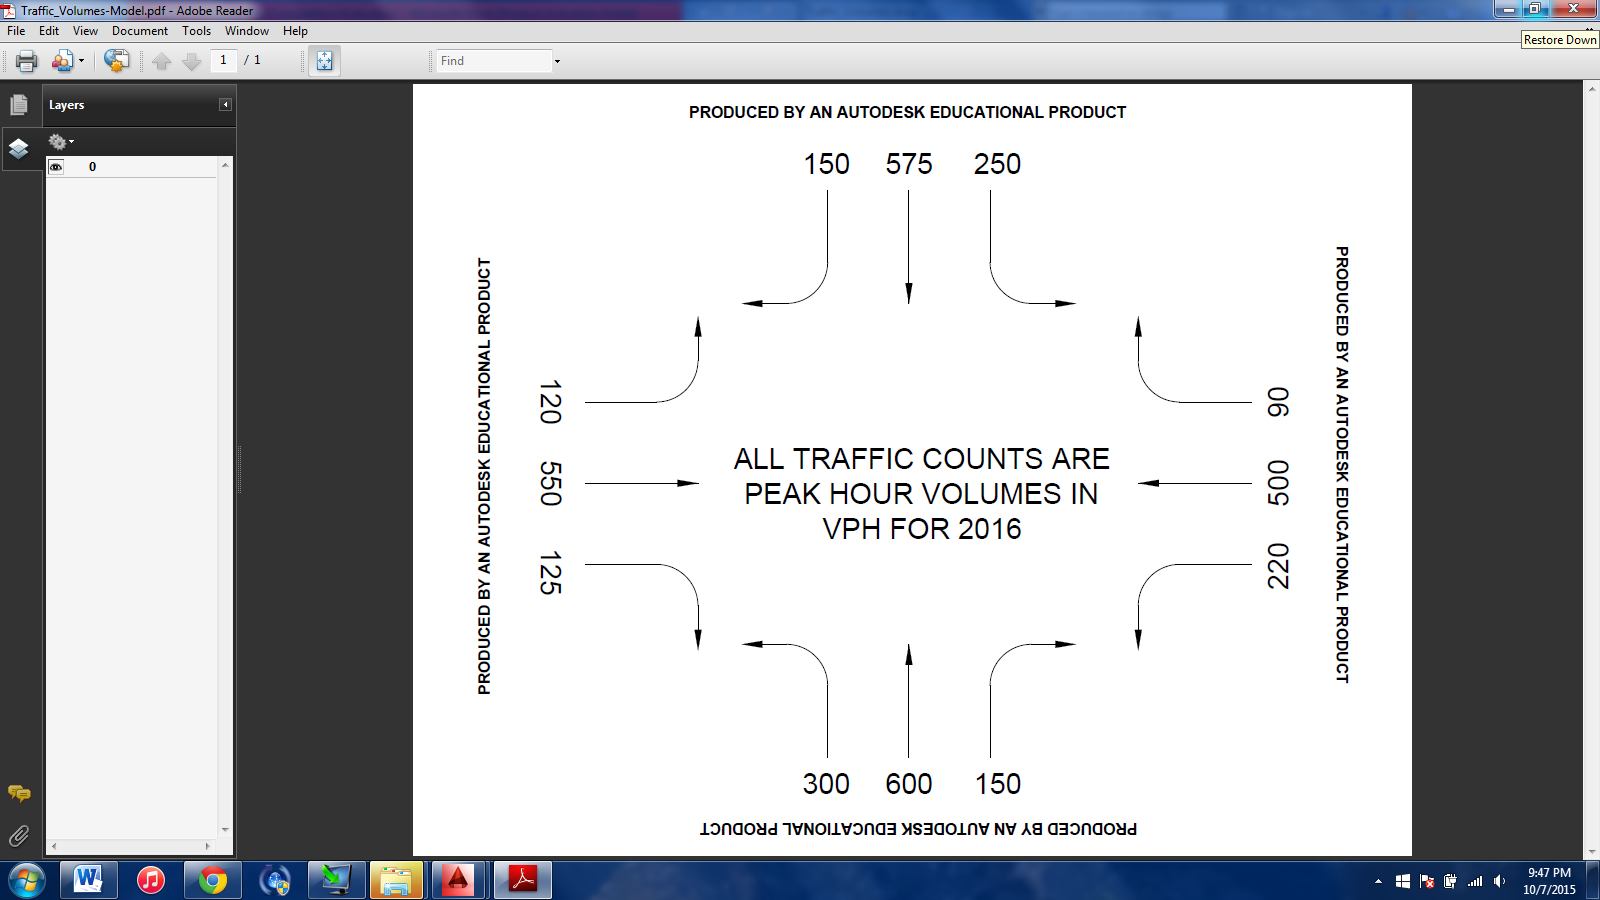 Traffic_Volumes-Model.pdf - Adobe Reader
File Edit View Document Tools Window Help
Restore Down
1 / 1
Find
Layers
0
PRODUCED BY AN AUTODESK EDUCATIONAL PRODUCT
150 575 250
PRODUCED BY AN AUTODESK EDUCATIONAL PRODUCT
PRODUCED BY AN AUTODESK EDUCATIONAL PRODUCT
120
90
550
500
125
220
ALL TRAFFIC COUNTS ARE
PEAK HOUR VOLUMES IN
VPH FOR 2016
300 600 150
PRODUCED BY AN AUTODESK EDUCATIONAL PRODUCT
9:47 PM
10/7/2015